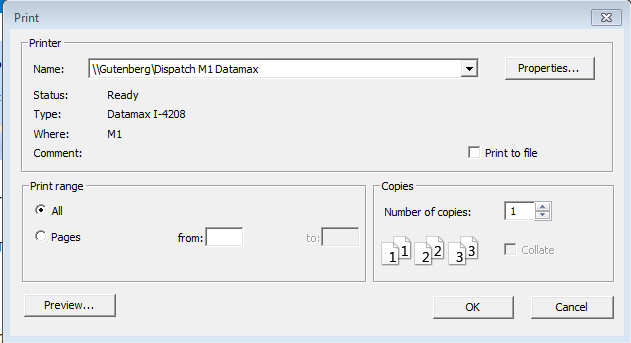 Print
Printer
Name: \\Gutenberg\Dispatch M1 Datamax Properties...
Status: Ready
Type: Datamax I-4208
Where: M1
Comment: Print to file
Print range Copies
All Number of copies: 1
Pages from: to:
1 1 2 2 3 3 Collate
Preview... OK Cancel